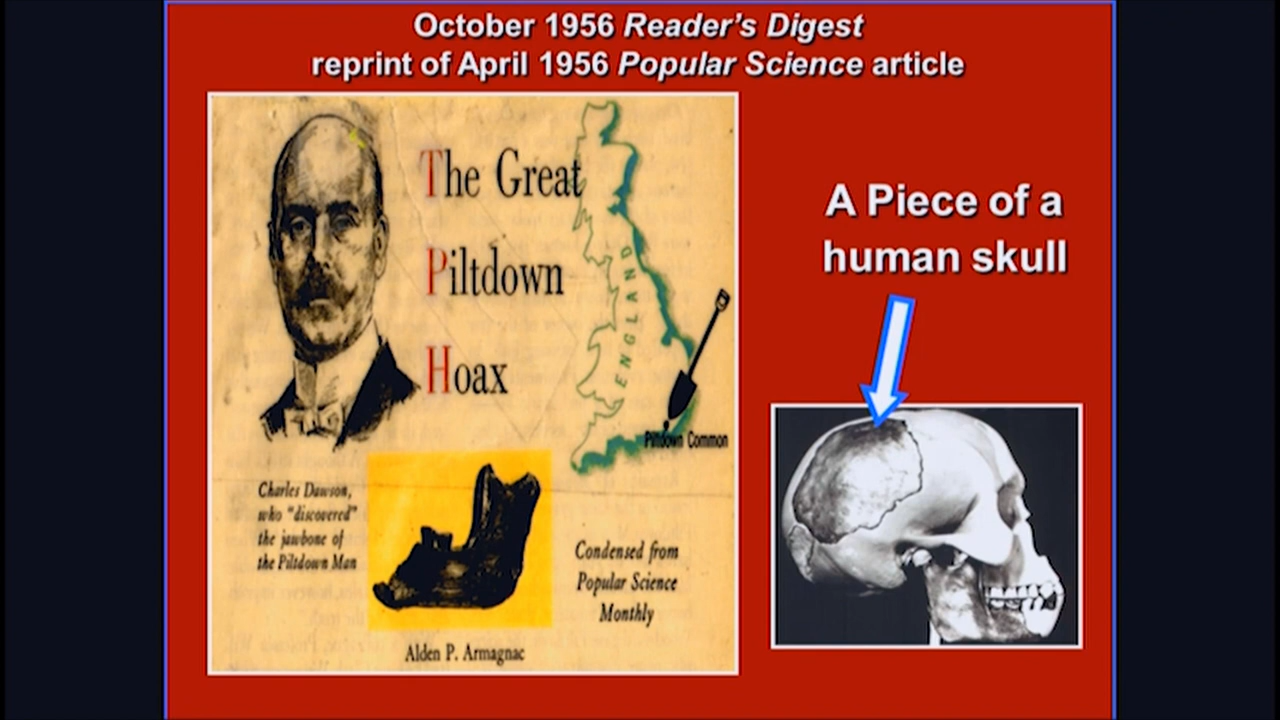 October 1956 Reader's Digest
reprint of April 1956 Popular Science article
The Great
Piltdown
Hoax
ENGLAND
Piltdown Common
Charles Dawson,
who "discovered"
the jawbone of
the Piltdown Man
Condensed from
Popular Science
Monthly
Alden P. Armagnac
A Piece of a
human skull